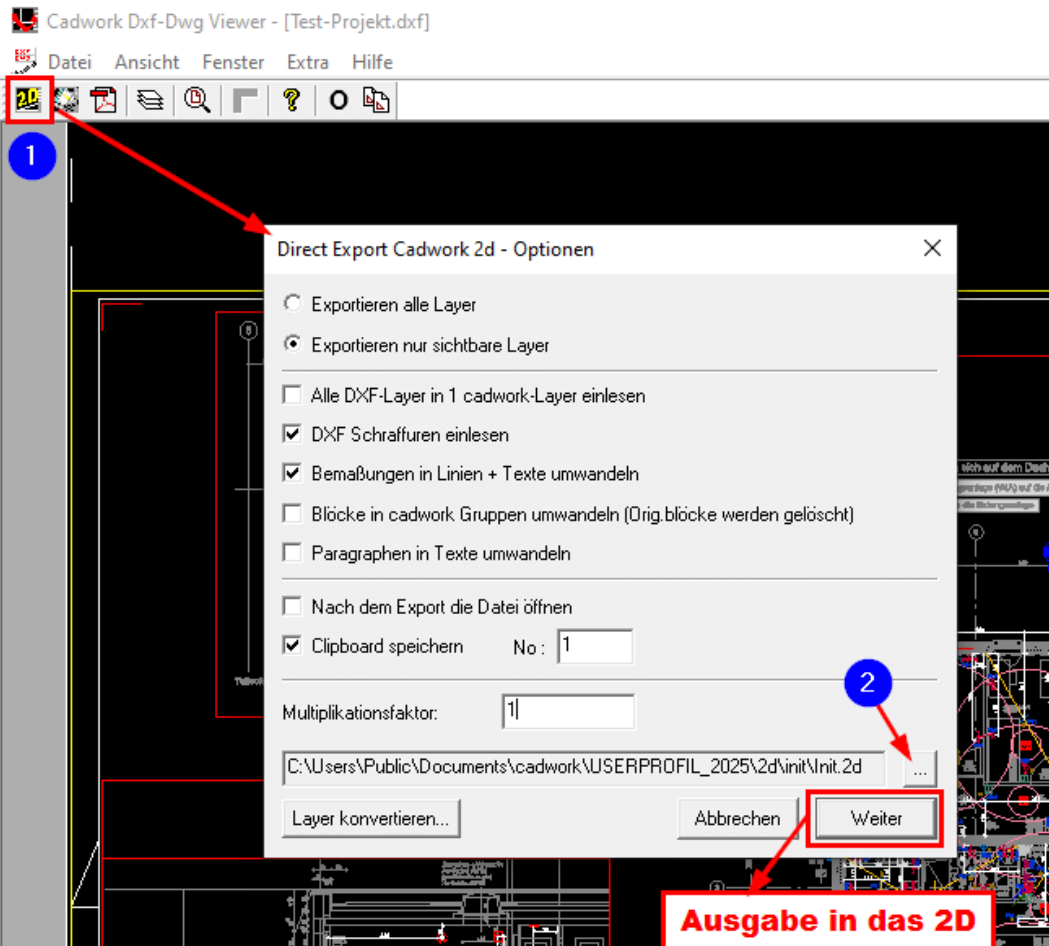 Cadwork Dxf-Dwg Viewer - [Test-Projekt.dxf]
Datei Ansicht Fenster Extra Hilfe
2D
1
Direct Export Cadwork 2d - Optionen
Exportieren alle Layer
Exportieren nur sichtbare Layer
Alle DXF-Layer in 1 cadwork-Layer einlesen
DXF Schraffuren einlesen
Bemaßungen in Linien + Texte umwandeln
Blöcke in cadwork Gruppen umwandeln (Orig.blöcke werden gelöscht)
Paragraphen in Texte umwandeln
Nach dem Export die Datei öffnen
Clipboard speichern No : 1
2
Multiplikationsfaktor: 1
C:\Users\Public\Documents\cadwork\USERPROFIL_2025\2d\init\Init.2d ...
Layer konvertieren... Abbrechen Weiter
Ausgabe in das 2D